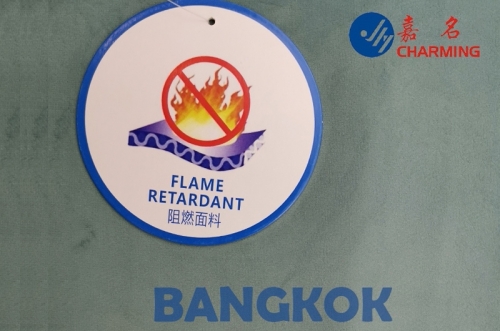 嘉名
CHARMING
FLAME
RETARDANT
阻燃面料
BANGKOK